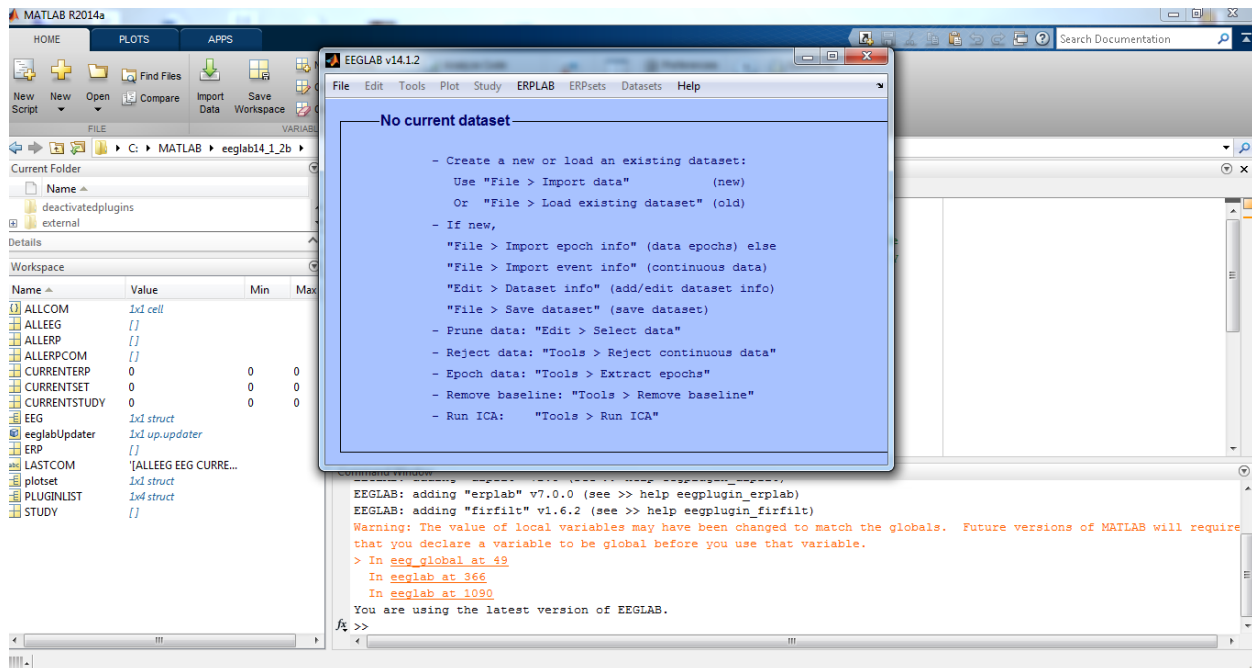 MATLAB R2014a
HOME PLOTS APPS
Search Documentation
New Script
New
Open
Find Files
Compare
Import Data
Save Workspace
FILE
VARIABL
C: MATLAB eeglab14_1_2b
Current Folder
Name
deactivatedplugins
external
Details
Workspace
Name Value Min Max
ALLCOM 1x1 cell
ALLEEG []
ALLERP []
ALLERPCOM []
CURRENTERP 0 0 0
CURRENTSET 0 0 0
CURRENTSTUDY 0 0 0
EEG 1x1 struct
eeglabUpdater 1x1 up.updater
ERP []
LASTCOM '[ALLEEG EEG CURRE...
plotset 1x1 struct
PLUGINLIST 1x4 struct
STUDY []
EEGLAB v14.1.2
File Edit Tools Plot Study ERPLAB ERPsets Datasets Help
No current dataset
- Create a new or load an existing dataset:
Use "File > Import data" (new)
Or "File > Load existing dataset" (old)
- If new,
"File > Import epoch info" (data epochs) else
"File > Import event info" (continuous data)
"Edit > Dataset info" (add/edit dataset info)
"File > Save dataset" (save dataset)
- Prune data: "Edit > Select data"
- Reject data: "Tools > Reject continuous data"
- Epoch data: "Tools > Extract epochs"
- Remove baseline: "Tools > Remove baseline"
- Run ICA: "Tools > Run ICA"
Command Window
EEGLAB: adding "erplab" v7.0.0 (see >> help eegplugin_erplab)
EEGLAB: adding "firfilt" v1.6.2 (see >> help eegplugin_firfilt)
Warning: The value of local variables may have been changed to match the globals. Future versions of MATLAB will require
that you declare a variable to be global before you use that variable.
> In eeg_global at 49
In eeglab at 366
In eeglab at 1090
You are using the latest version of EEGLAB.
fx >>